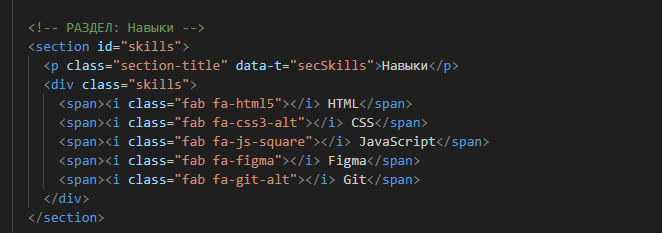 <!-- РАЗДЕЛ: Навыки -->
<section id="skills">
  <p class="section-title" data-t="secSkills">Навыки</p>
  <div class="skills">
    <span><i class="fab fa-html5"></i> HTML</span>
    <span><i class="fab fa-css3-alt"></i> CSS</span>
    <span><i class="fab fa-js-square"></i> JavaScript</span>
    <span><i class="fab fa-figma"></i> Figma</span>
    <span><i class="fab fa-git-alt"></i> Git</span>
  </div>
</section>